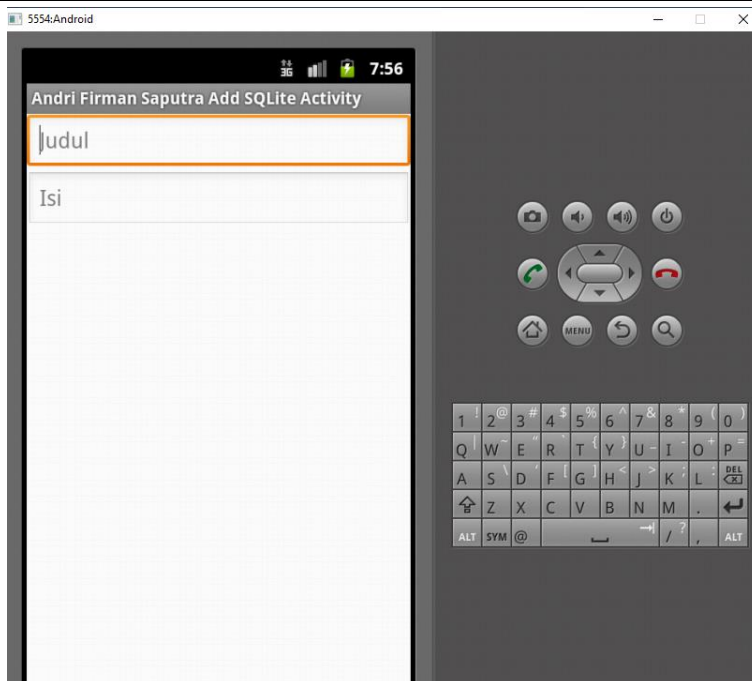 5554:Android
3G 7:56
Andri Firman Saputra Add SQLite Activity
Judul
Isi
MENU
1 ! 2 @ 3 # 4 $ 5 % 6 ^ 7 & 8 * 9 ( 0 )
Q | W ~ E " R ` T { Y } U _ I - O + P =
A S \ D ' F [ G ] H < J > K ; L : DEL
Z X C V B N M .
ALT SYM @ / ? , ALT